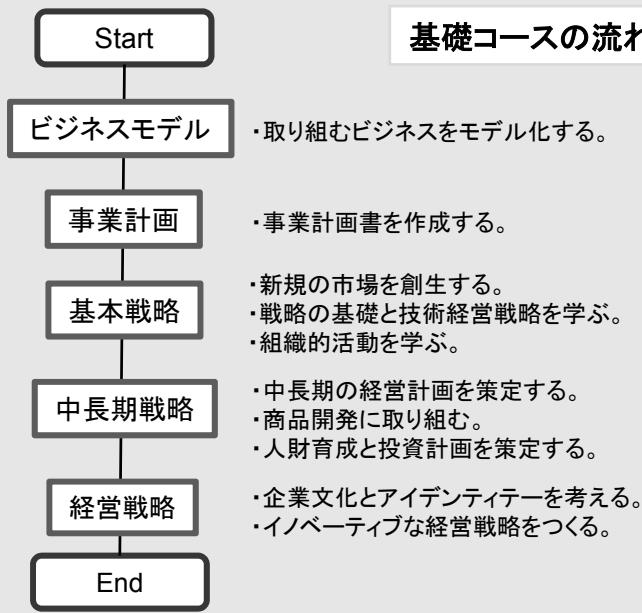 Start
基礎コースの流れ
ビジネスモデル
・取り組むビジネスをモデル化する。
事業計画
・事業計画書を作成する。
基本戦略
・新規の市場を創生する。
・戦略の基礎と技術経営戦略を学ぶ。
・組織的活動を学ぶ。
中長期戦略
・中長期の経営計画を策定する。
・商品開発に取り組む。
・人財育成と投資計画を策定する。
経営戦略
・企業文化とアイデンティテーを考える。
・イノベーティブな経営戦略をつくる。
End